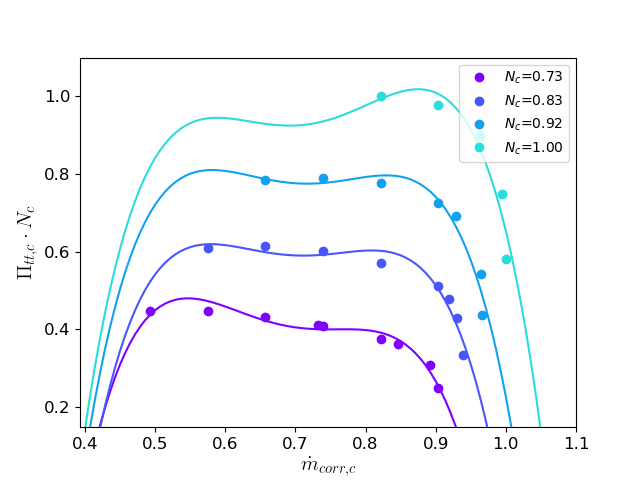 N_c=0.73
N_c=0.83
N_c=0.92
N_c=1.00
Π_{tt,c} · N_c
1.0
0.8
0.6
0.4
0.2
0.4 0.5 0.6 0.7 0.8 0.9 1.0 1.1
ṁ_{corr,c}